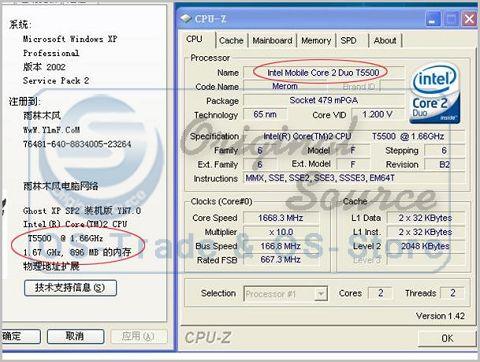 系统:
Microsoft Windows XP
Professional
版本 2002
Service Pack 2
注册到:
雨林木风
Www.YlmF.CoM
76481-640-8834005-23264
雨林木风电脑网络
Ghost XP SP2 装机版 YN7.0
Intel(R) Core(TM)2 CPU
T5500 @ 1.66GHz
1.67 GHz, 896 MB 的内存
物理地址扩展
技术支持信息(S)
确定
取消
应用(A)
CPU-Z
CPU Cache Mainboard Memory SPD About
Processor
Name Intel Mobile Core 2 Duo T5500
Code Name Merom Brand ID
Package Socket 479 mPGA
Technology 65 nm Core VID 1.200 V
intel
Core 2
Duo
inside
Specification Intel(R) Core(TM)2 CPU T5500 @ 1.66GHz
Family 6 Model F Stepping 6
Ext. Family 6 Ext. Model F Revision B2
Instructions MMX, SSE, SSE2, SSE3, SSSE3, EM64T
Clocks (Core#0)
Core Speed 1668.3 MHz
Multiplier x 10.0
Bus Speed 166.8 MHz
Rated FSB 667.3 MHz
Cache
L1 Data 2 x 32 KBytes
L1 Inst. 2 x 32 KBytes
Level 2 2048 KBytes
Level 3
Selection Processor #1 Cores 2 Threads 2
Version 1.42
CPU-Z
OK
Original
Source
OS-Trade & OS-Store